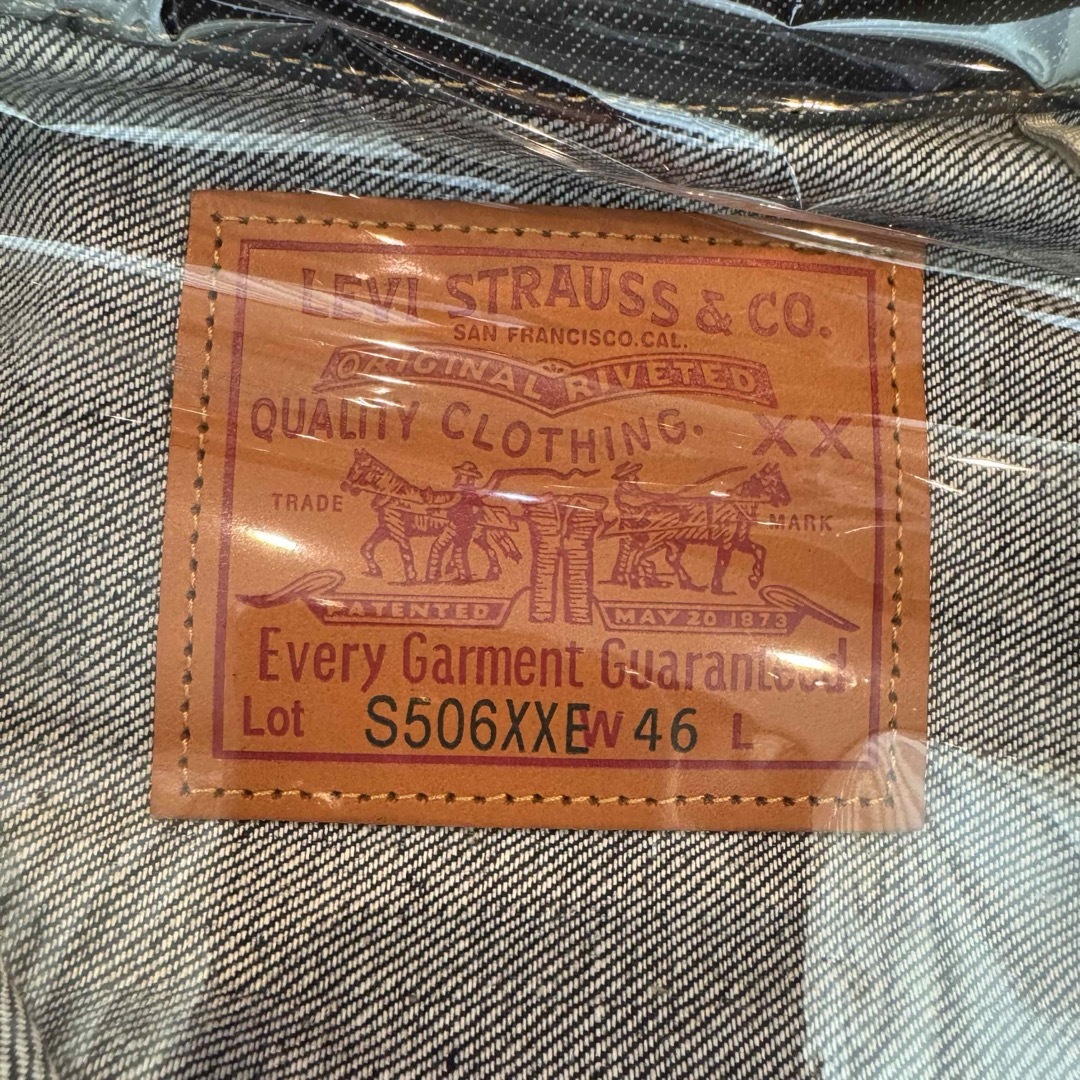 LEVI STRAUSS & CO.
SAN FRANCISCO.CAL.
ORIGINAL RIVETED
QUALITY CLOTHING. XX
TRADE MARK
PATENTED MAY 20 1873
Every Garment Guaranteed
Lot S506XXE W 46 L